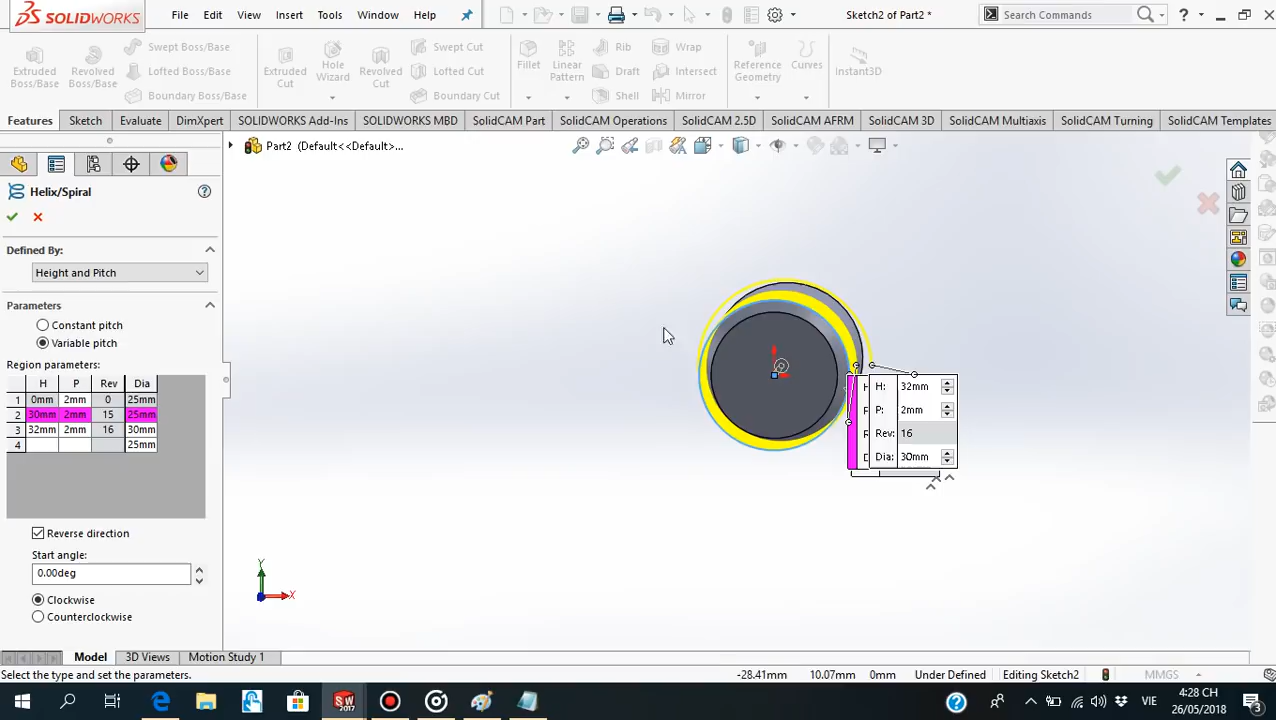 SOLIDWORKS File Edit View Insert Tools Window Help Sketch2 of Part2 * Search Commands ?
Extruded Boss/Base
Revolved Boss/Base
Swept Boss/Base
Lofted Boss/Base
Boundary Boss/Base
Extruded Cut
Hole Wizard
Revolved Cut
Swept Cut
Lofted Cut
Boundary Cut
Fillet
Linear Pattern
Rib
Draft
Shell
Wrap
Intersect
Mirror
Reference Geometry
Curves
Instant3D
Features Sketch Evaluate DimXpert SOLIDWORKS Add-Ins SOLIDWORKS MBD SolidCAM Part SolidCAM Operations SolidCAM 2.5D SolidCAM AFRM SolidCAM 3D SolidCAM Multiaxis SolidCAM Turning SolidCAM Templates
Part2 (Default<<Default>...
Helix/Spiral
Defined By:
Height and Pitch
Parameters
Constant pitch
Variable pitch
Region parameters:
H P Rev Dia
1 0mm 2mm 0 25mm
2 30mm 2mm 15 25mm
3 32mm 2mm 16 30mm
4 25mm
Reverse direction
Start angle:
0.00deg
Clockwise
Counterclockwise
H: 32mm
P: 2mm
Rev: 16
Dia: 30mm
Y
X
Model 3D Views Motion Study 1
Select the type and set the parameters. -28.41mm 10.07mm 0mm Under Defined Editing Sketch2 MMGS
SW 2017
VIE
4:28 CH
26/05/2018
3